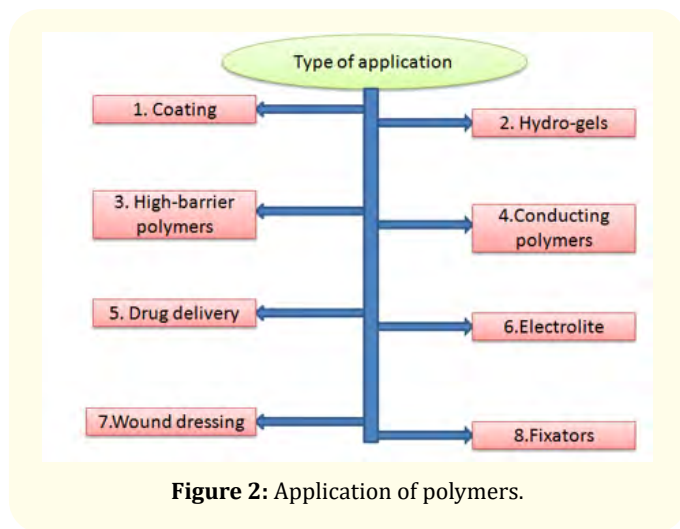 Type of application
1. Coating
2. Hydro-gels
3. High-barrier
polymers
4.Conducting
polymers
5. Drug delivery
6.Electrolite
7.Wound dressing
8.Fixators
Figure 2: Application of polymers.